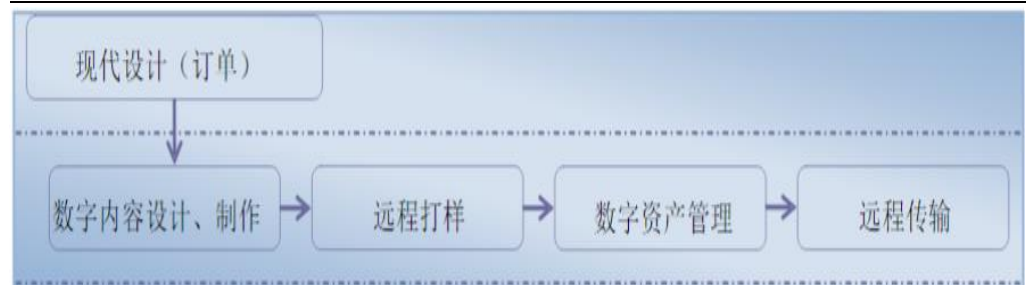 现代设计（订单）
数字内容设计、制作
远程打样
数字资产管理
远程传输